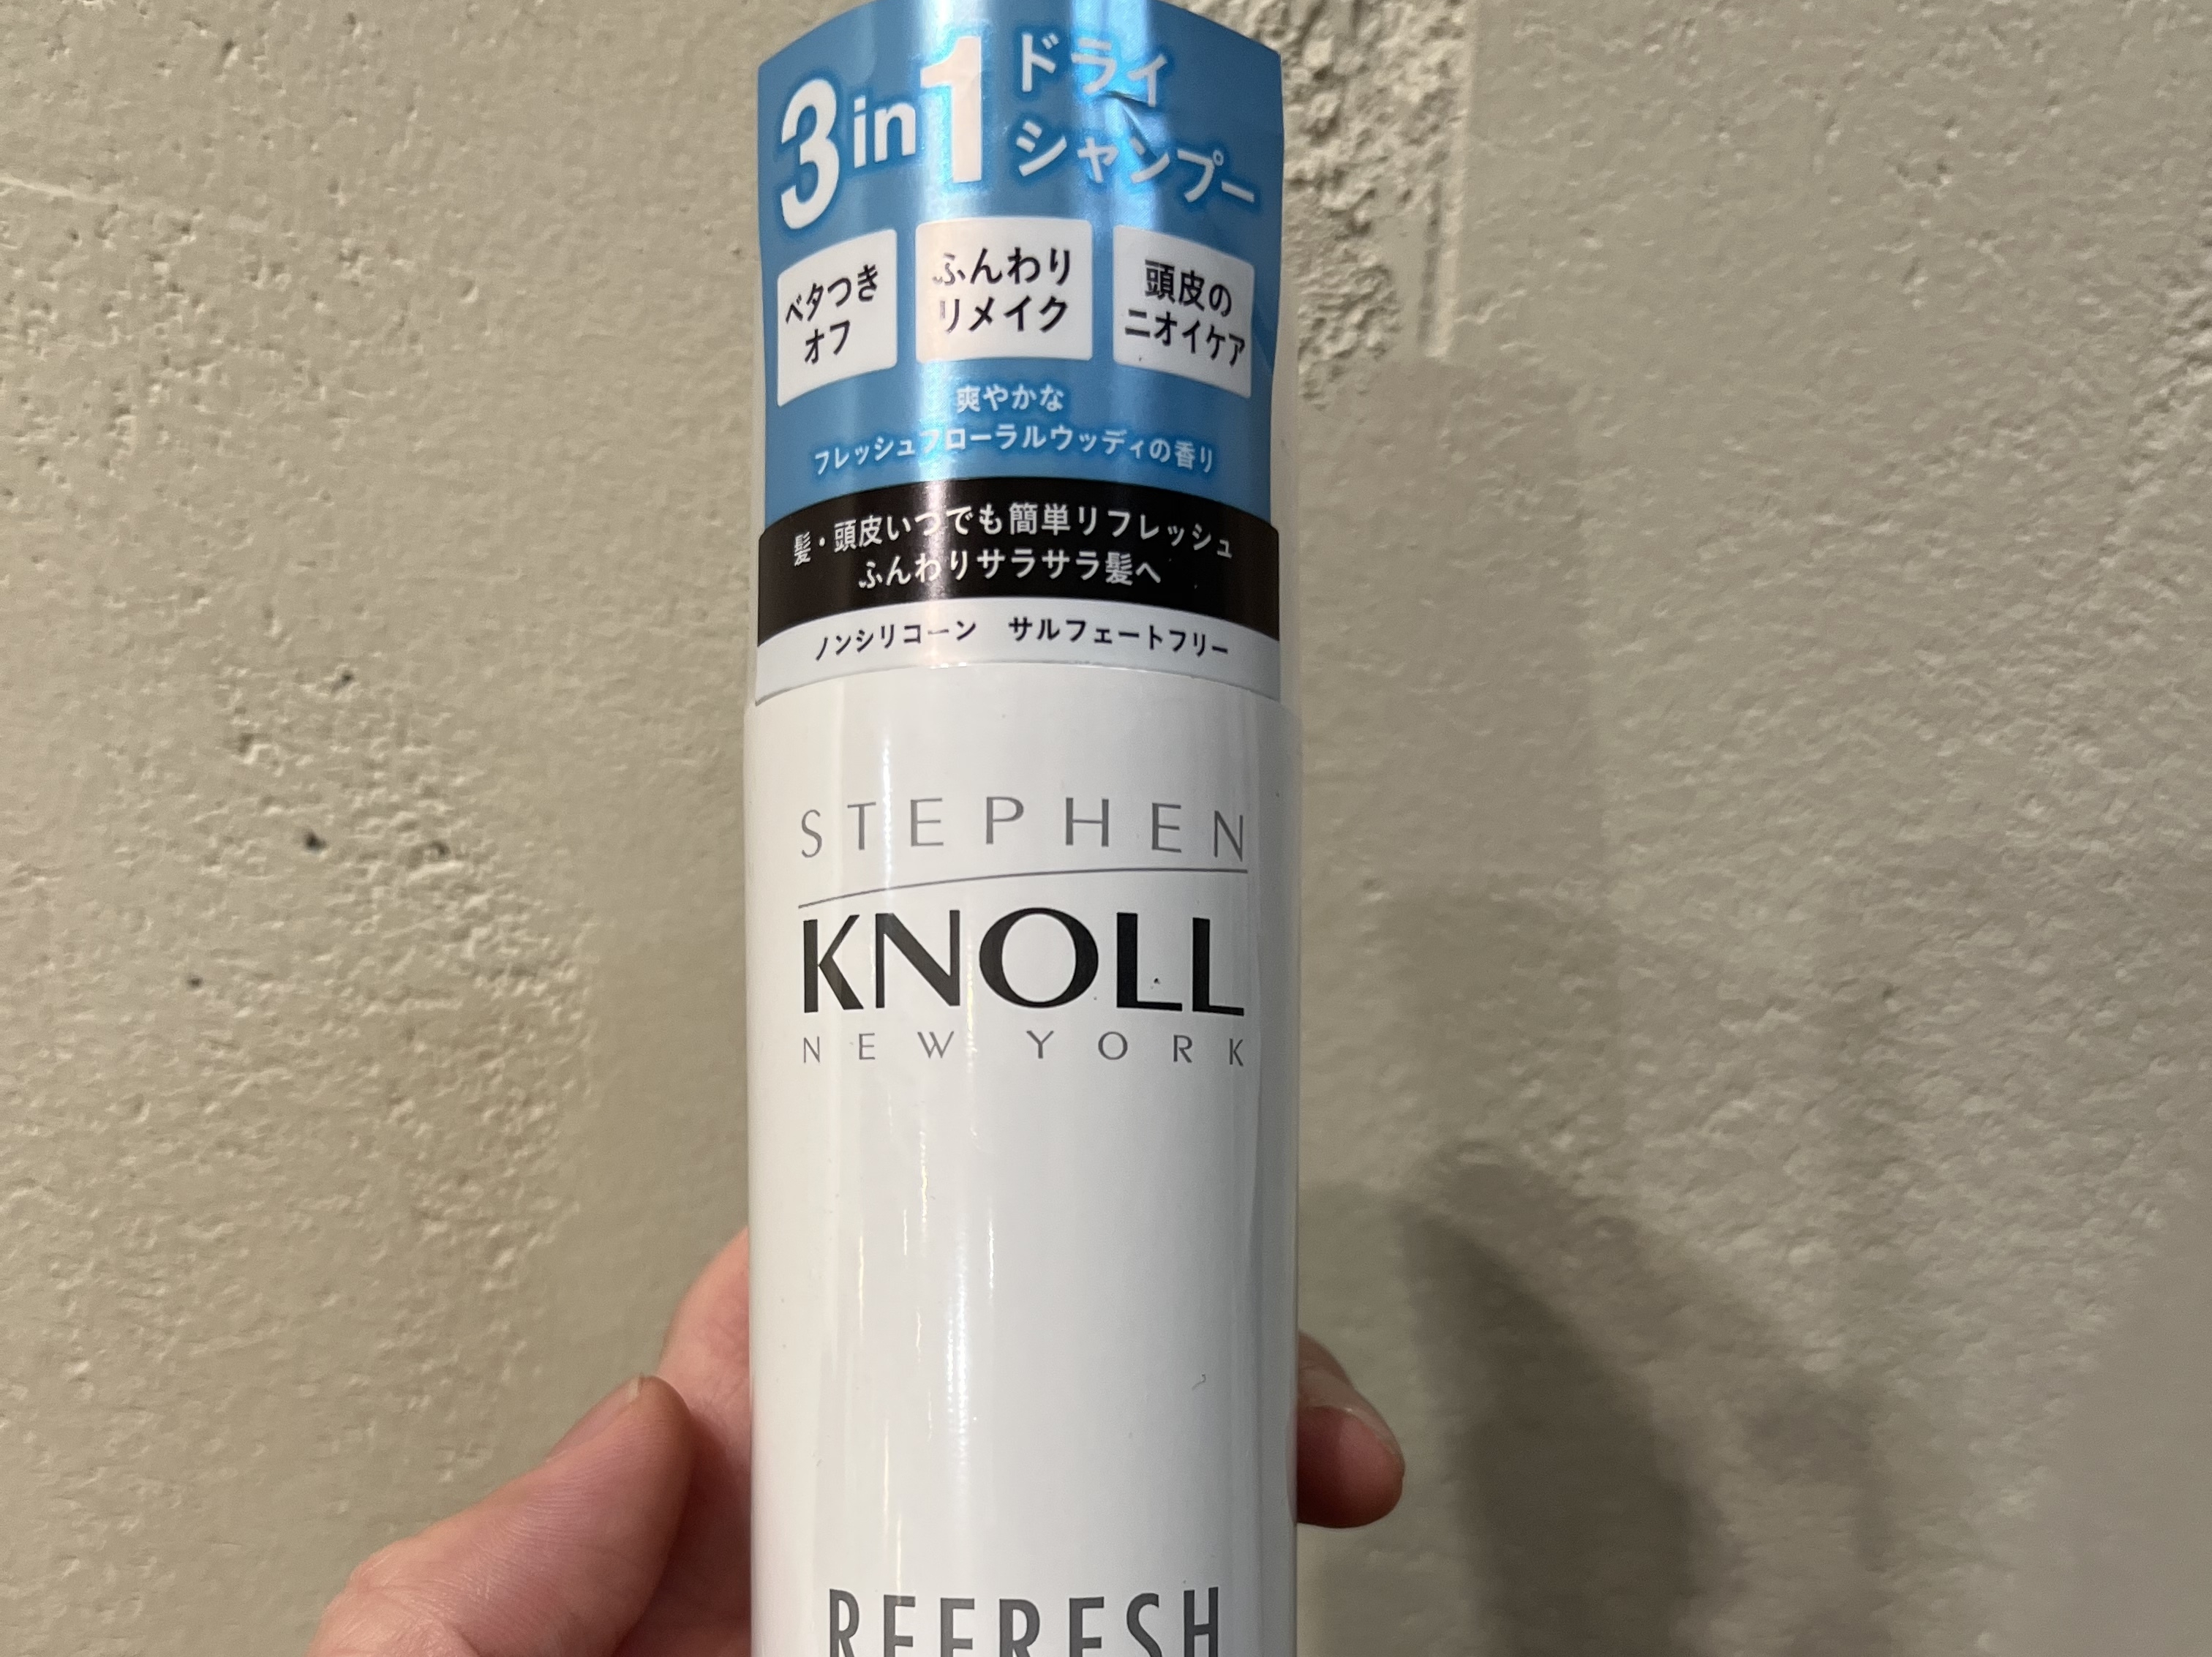 3in1 ドライ
シャンプー
ベタつき
オフ
ふんわり
リメイク
頭皮の
ニオイケア
爽やかな
フレッシュフローラルウッディの香り
髪・頭皮いつでも簡単リフレッシュ
ふんわりサラサラ髪へ
ノンシリコーン サルフェートフリー
STEPHEN
KNOLL
NEW YORK
REFRESH